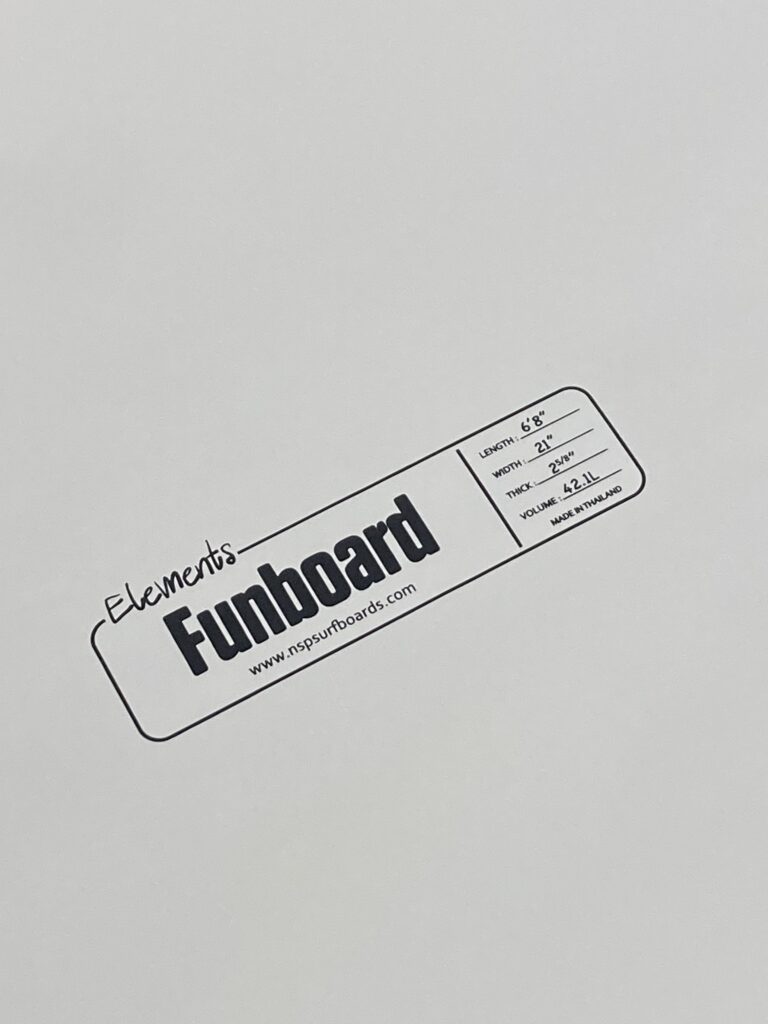 Elements
Funboard
www.nspsurfboards.com
LENGTH : 6'8"
WIDTH : 21"
THICK : 2 5/8"
VOLUME : 42.1L
MADE IN THAILAND